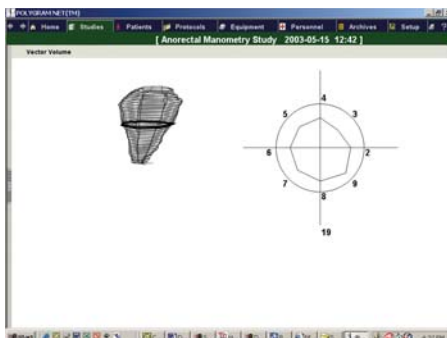 POLYGRAM NET(TM)
Home Studies Patients Protocols Equipment Personnel Archives Setup
[ Anorectal Manometry Study 2003-05-15 12:42 ]
Vector Volume
4
5 3
6 2
7 9
8
19